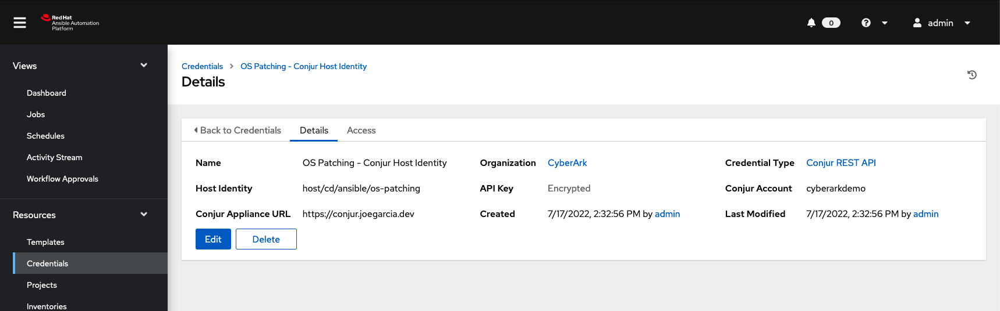 Red Hat
Ansible Automation
Platform
0
admin
Views
Dashboard
Jobs
Schedules
Activity Stream
Workflow Approvals
Resources
Templates
Credentials
Projects
Inventories
Credentials > OS Patching - Conjur Host Identity
Details
Back to Credentials Details Access
Name OS Patching - Conjur Host Identity Organization CyberArk Credential Type Conjur REST API
Host Identity host/cd/ansible/os-patching API Key Encrypted Conjur Account cyberarkdemo
Conjur Appliance URL https://conjur.joegarcia.dev Created 7/17/2022, 2:32:56 PM by admin Last Modified 7/17/2022, 2:32:56 PM by admin
Edit Delete